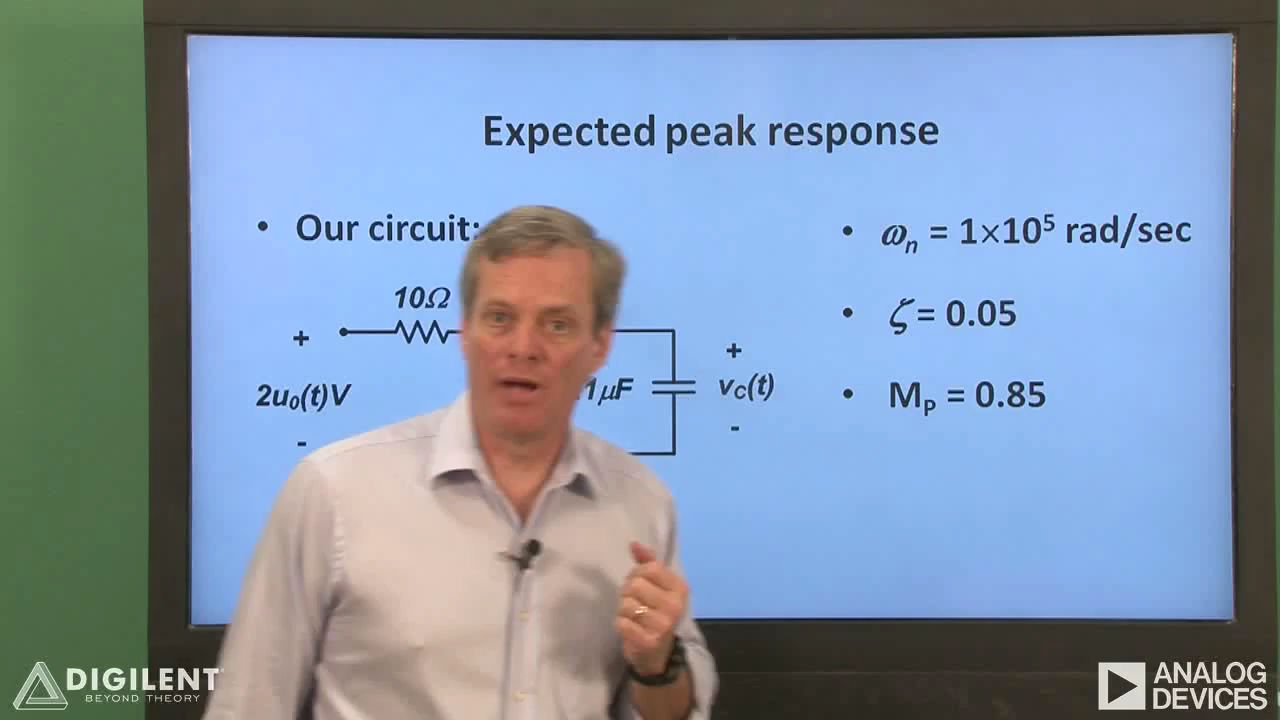 Expected peak response
• Our circuit:
10Ω
+
2u₀(t)V
-
1μF
+
v_C(t)
-
• ω_n = 1×10⁵ rad/sec
• ζ = 0.05
• M_P = 0.85
DIGILENT
BEYOND THEORY
ANALOG
DEVICES